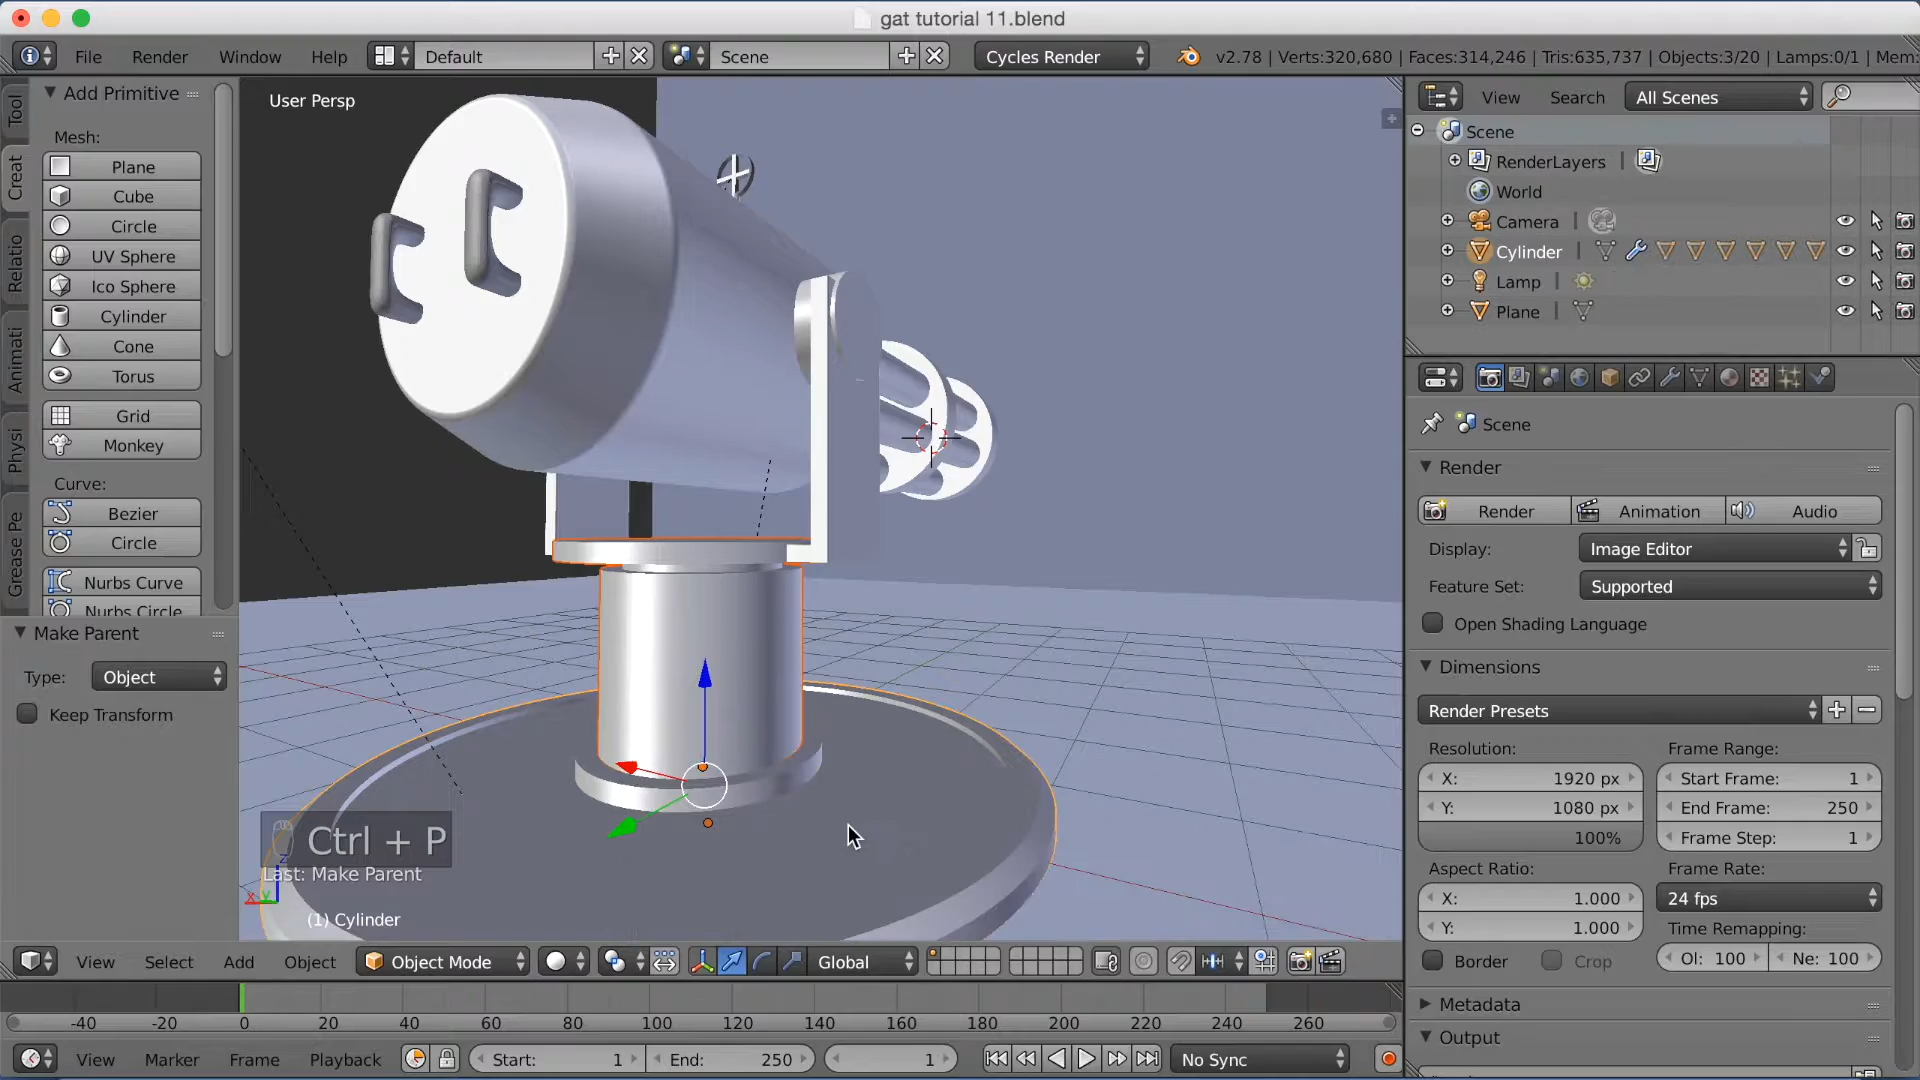 gat tutorial 11.blend
File Render Window Help Default Scene Cycles Render v2.78 | Verts:320,680 | Faces:314,246 | Tris:635,737 | Objects:3/20 | Lamps:0/1 | Mem:
Tool
Creat
Relatio
Animati
Physi
Grease Pe
Add Primitive
Mesh:
Plane
Cube
Circle
UV Sphere
Ico Sphere
Cylinder
Cone
Torus
Grid
Monkey
Curve:
Bezier
Circle
Nurbs Curve
Nurbs Circle
Make Parent
Type: Object
Keep Transform
User Persp
Ctrl + P
Last: Make Parent
z
x y
(1) Cylinder
View Select Add Object Object Mode Global
-40 -20 0 20 40 60 80 100 120 140 160 180 200 220 240 260
View Marker Frame Playback Start: 1 End: 250 1 No Sync
View Search All Scenes
Scene
RenderLayers |
World
Camera |
Cylinder |
Lamp |
Plane |
Scene
Render
Render Animation Audio
Display: Image Editor
Feature Set: Supported
Open Shading Language
Dimensions
Render Presets
Resolution: Frame Range:
X: 1920 px Start Frame: 1
Y: 1080 px End Frame: 250
100% Frame Step: 1
Aspect Ratio: Frame Rate:
X: 1.000 24 fps
Y: 1.000 Time Remapping:
Border Crop Ol: 100 Ne: 100
Metadata
Output